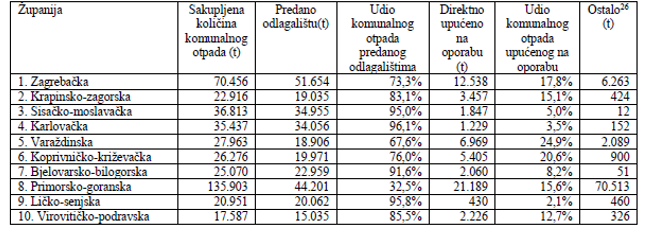 Županija Sakupljena količina komunalnog otpada (t) Predano odlagalištu(t) Udio komunalnog otpada predanog odlagalištima Direktno upućeno na oporabu (t) Udio komunalnog otpada upućenog na oporabu Ostalo26 (t)
1. Zagrebačka 70.456 51.654 73,3% 12.538 17,8% 6.263
2. Krapinsko-zagorska 22.916 19.035 83,1% 3.457 15,1% 424
3. Sisačko-moslavačka 36.813 34.955 95,0% 1.847 5,0% 12
4. Karlovačka 35.437 34.056 96,1% 1.229 3,5% 152
5. Varaždinska 27.963 18.906 67,6% 6.969 24,9% 2.089
6. Koprivničko-križevačka 26.276 19.971 76,0% 5.405 20,6% 900
7. Bjelovarsko-bilogorska 25.070 22.959 91,6% 2.060 8,2% 51
8. Primorsko-goranska 135.903 44.201 32,5% 21.189 15,6% 70.513
9. Ličko-senjska 20.951 20.062 95,8% 430 2,1% 460
10. Virovitičko-podravska 17.587 15.035 85,5% 2.226 12,7% 326